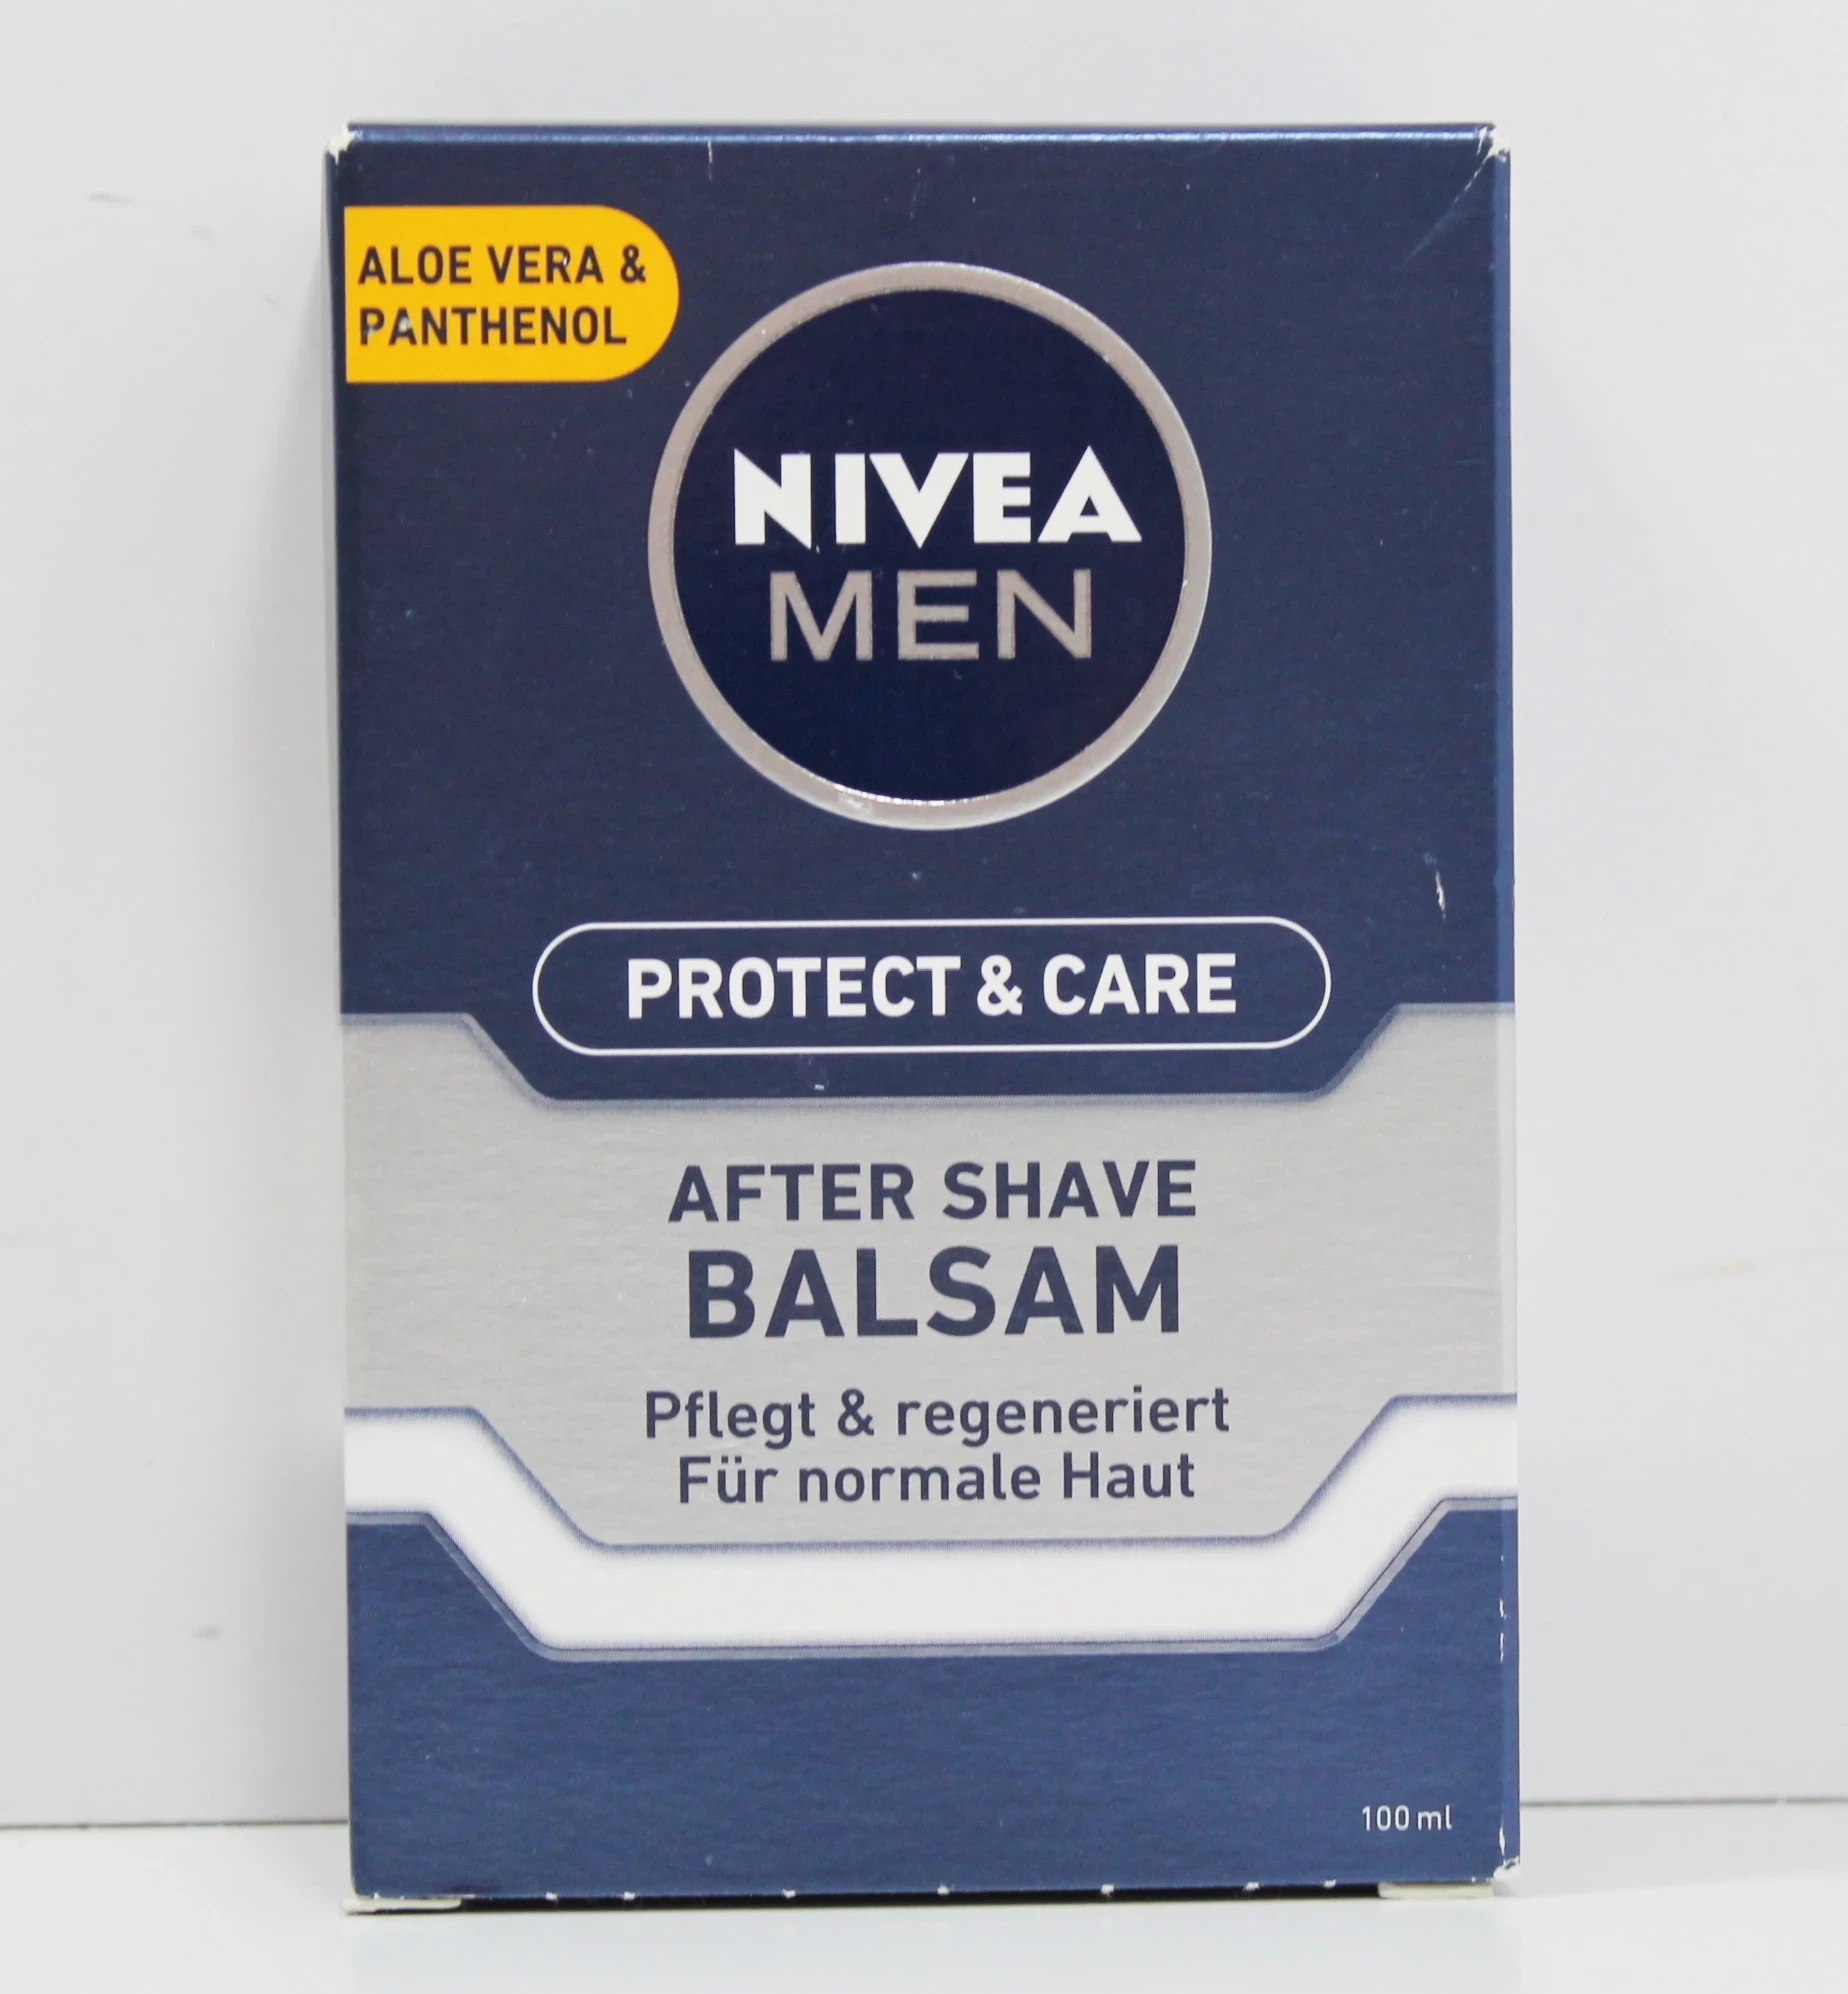 ALOE VERA &
PANTHENOL
NIVEA
MEN
PROTECT & CARE
AFTER SHAVE
BALSAM
Pflegt & regeneriert
Für normale Haut
100 ml